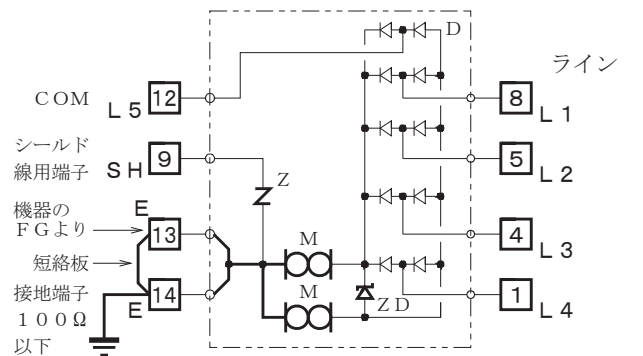 D
ライン
COM L5 12
8 L1
シールド
線用端子 SH 9
Z
5 L2
機器の
FGより
E 13
M
4 L3
短絡板
接地端子
100Ω
以下
E 14
M
ZD
1 L4